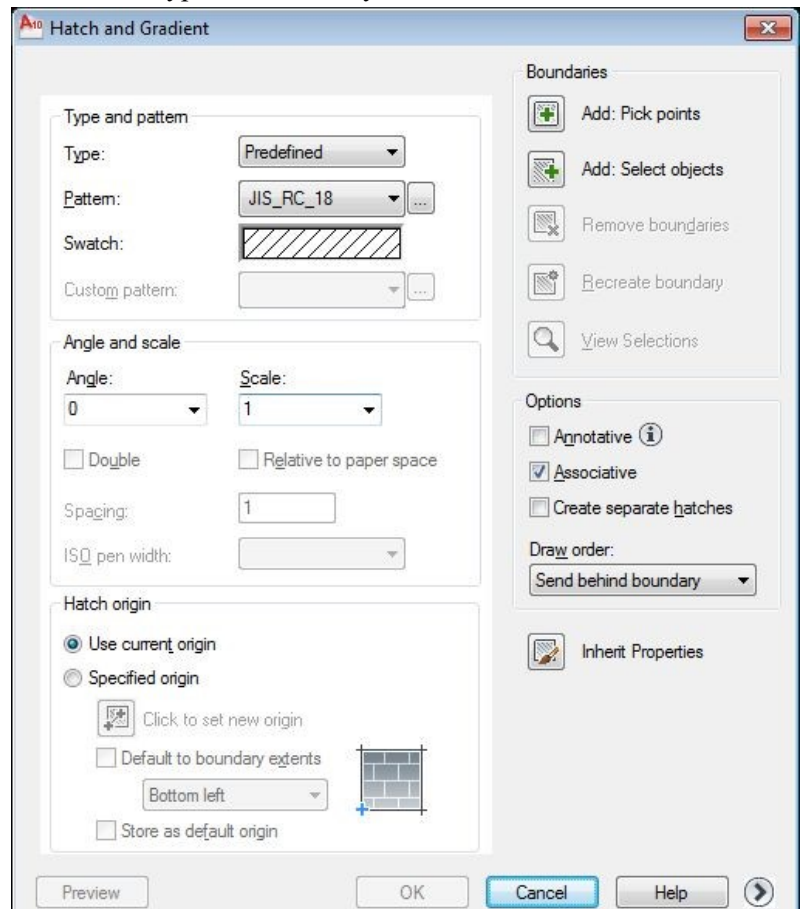 A10 Hatch and Gradient
Type and pattern
Type:
Predefined
Pattern:
JIS_RC_18
...
Swatch:
Custom pattern:
...
Angle and scale
Angle:
Scale:
0
1
Double
Relative to paper space
Spacing:
1
ISO pen width:
Hatch origin
Use current origin
Specified origin
Click to set new origin
Default to boundary extents
Bottom left
Store as default origin
Boundaries
Add: Pick points
Add: Select objects
Remove boundaries
Recreate boundary
View Selections
Options
Annotative
Associative
Create separate hatches
Draw order:
Send behind boundary
Inherit Properties
Preview
OK
Cancel
Help